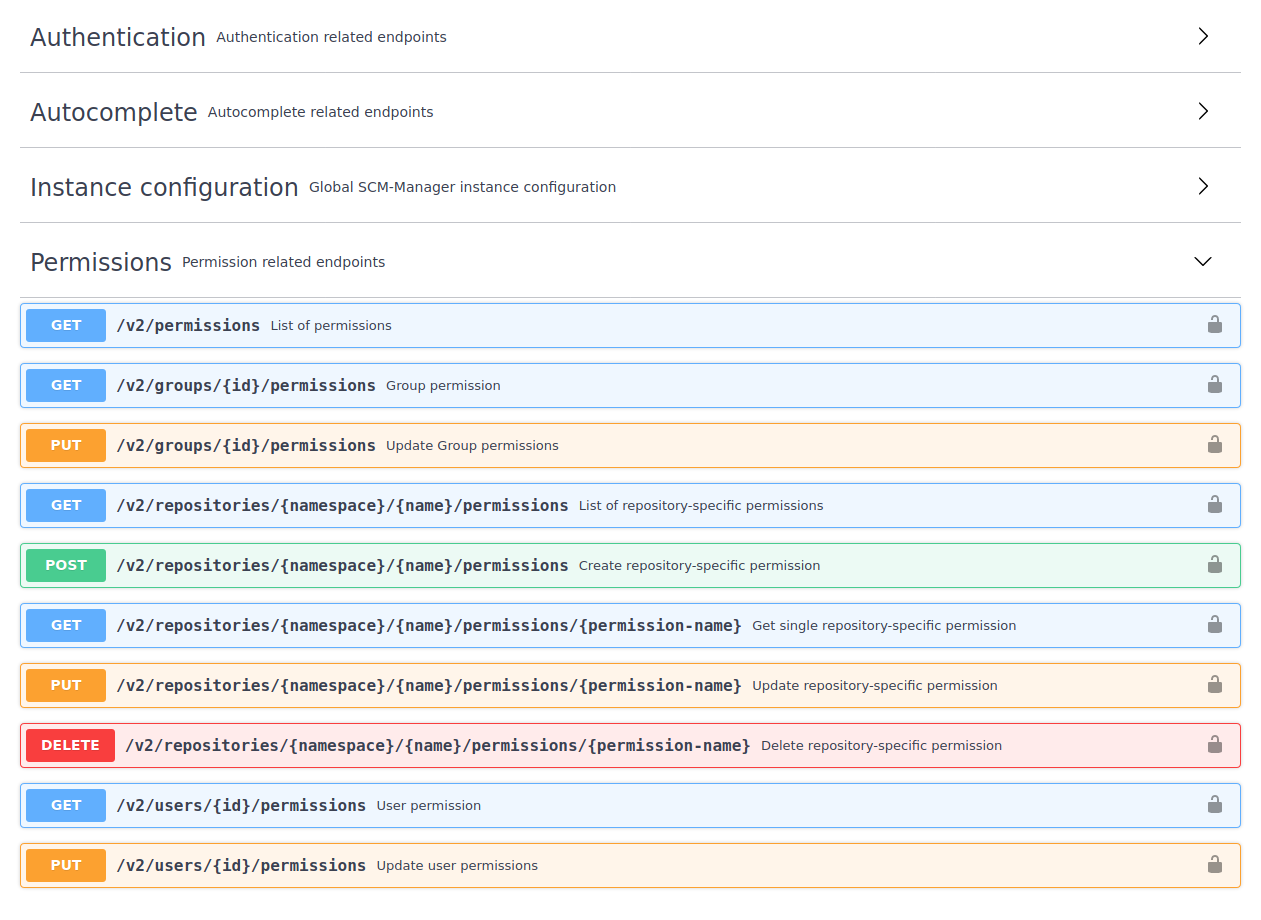 Authentication Authentication related endpoints
Autocomplete Autocomplete related endpoints
Instance configuration Global SCM-Manager instance configuration
Permissions Permission related endpoints
GET /v2/permissions List of permissions
GET /v2/groups/{id}/permissions Group permission
PUT /v2/groups/{id}/permissions Update Group permissions
GET /v2/repositories/{namespace}/{name}/permissions List of repository-specific permissions
POST /v2/repositories/{namespace}/{name}/permissions Create repository-specific permission
GET /v2/repositories/{namespace}/{name}/permissions/{permission-name} Get single repository-specific permission
PUT /v2/repositories/{namespace}/{name}/permissions/{permission-name} Update repository-specific permission
DELETE /v2/repositories/{namespace}/{name}/permissions/{permission-name} Delete repository-specific permission
GET /v2/users/{id}/permissions User permission
PUT /v2/users/{id}/permissions Update user permissions